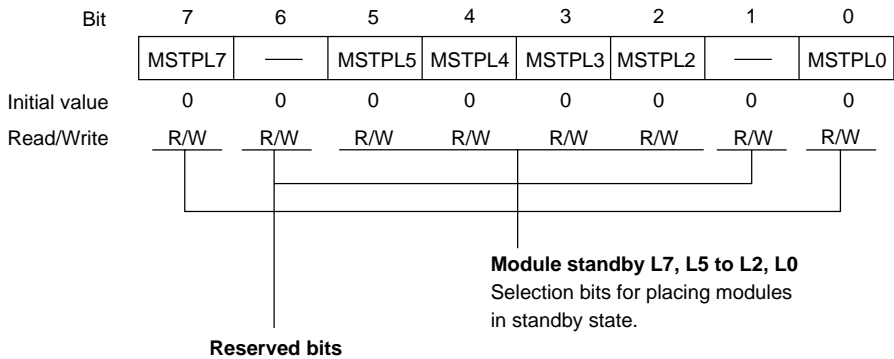 Bit 7 6 5 4 3 2 1 0
MSTPL7 — MSTPL5 MSTPL4 MSTPL3 MSTPL2 — MSTPL0
Initial value 0 0 0 0 0 0 0 0
Read/Write R/W R/W R/W R/W R/W R/W R/W R/W
Module standby L7, L5 to L2, L0
Selection bits for placing modules
in standby state.
Reserved bits